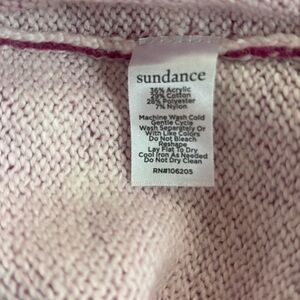 sundance
36% Acrylic
29% Cotton
28% Polyester
7% Nylon
Machine Wash Cold
Gentle Cycle
Wash Separately Or
With Like Colors
Do Not Bleach
Reshape
Lay Flat To Dry
Cool Iron As Needed
Do Not Dry Clean
RN#106205